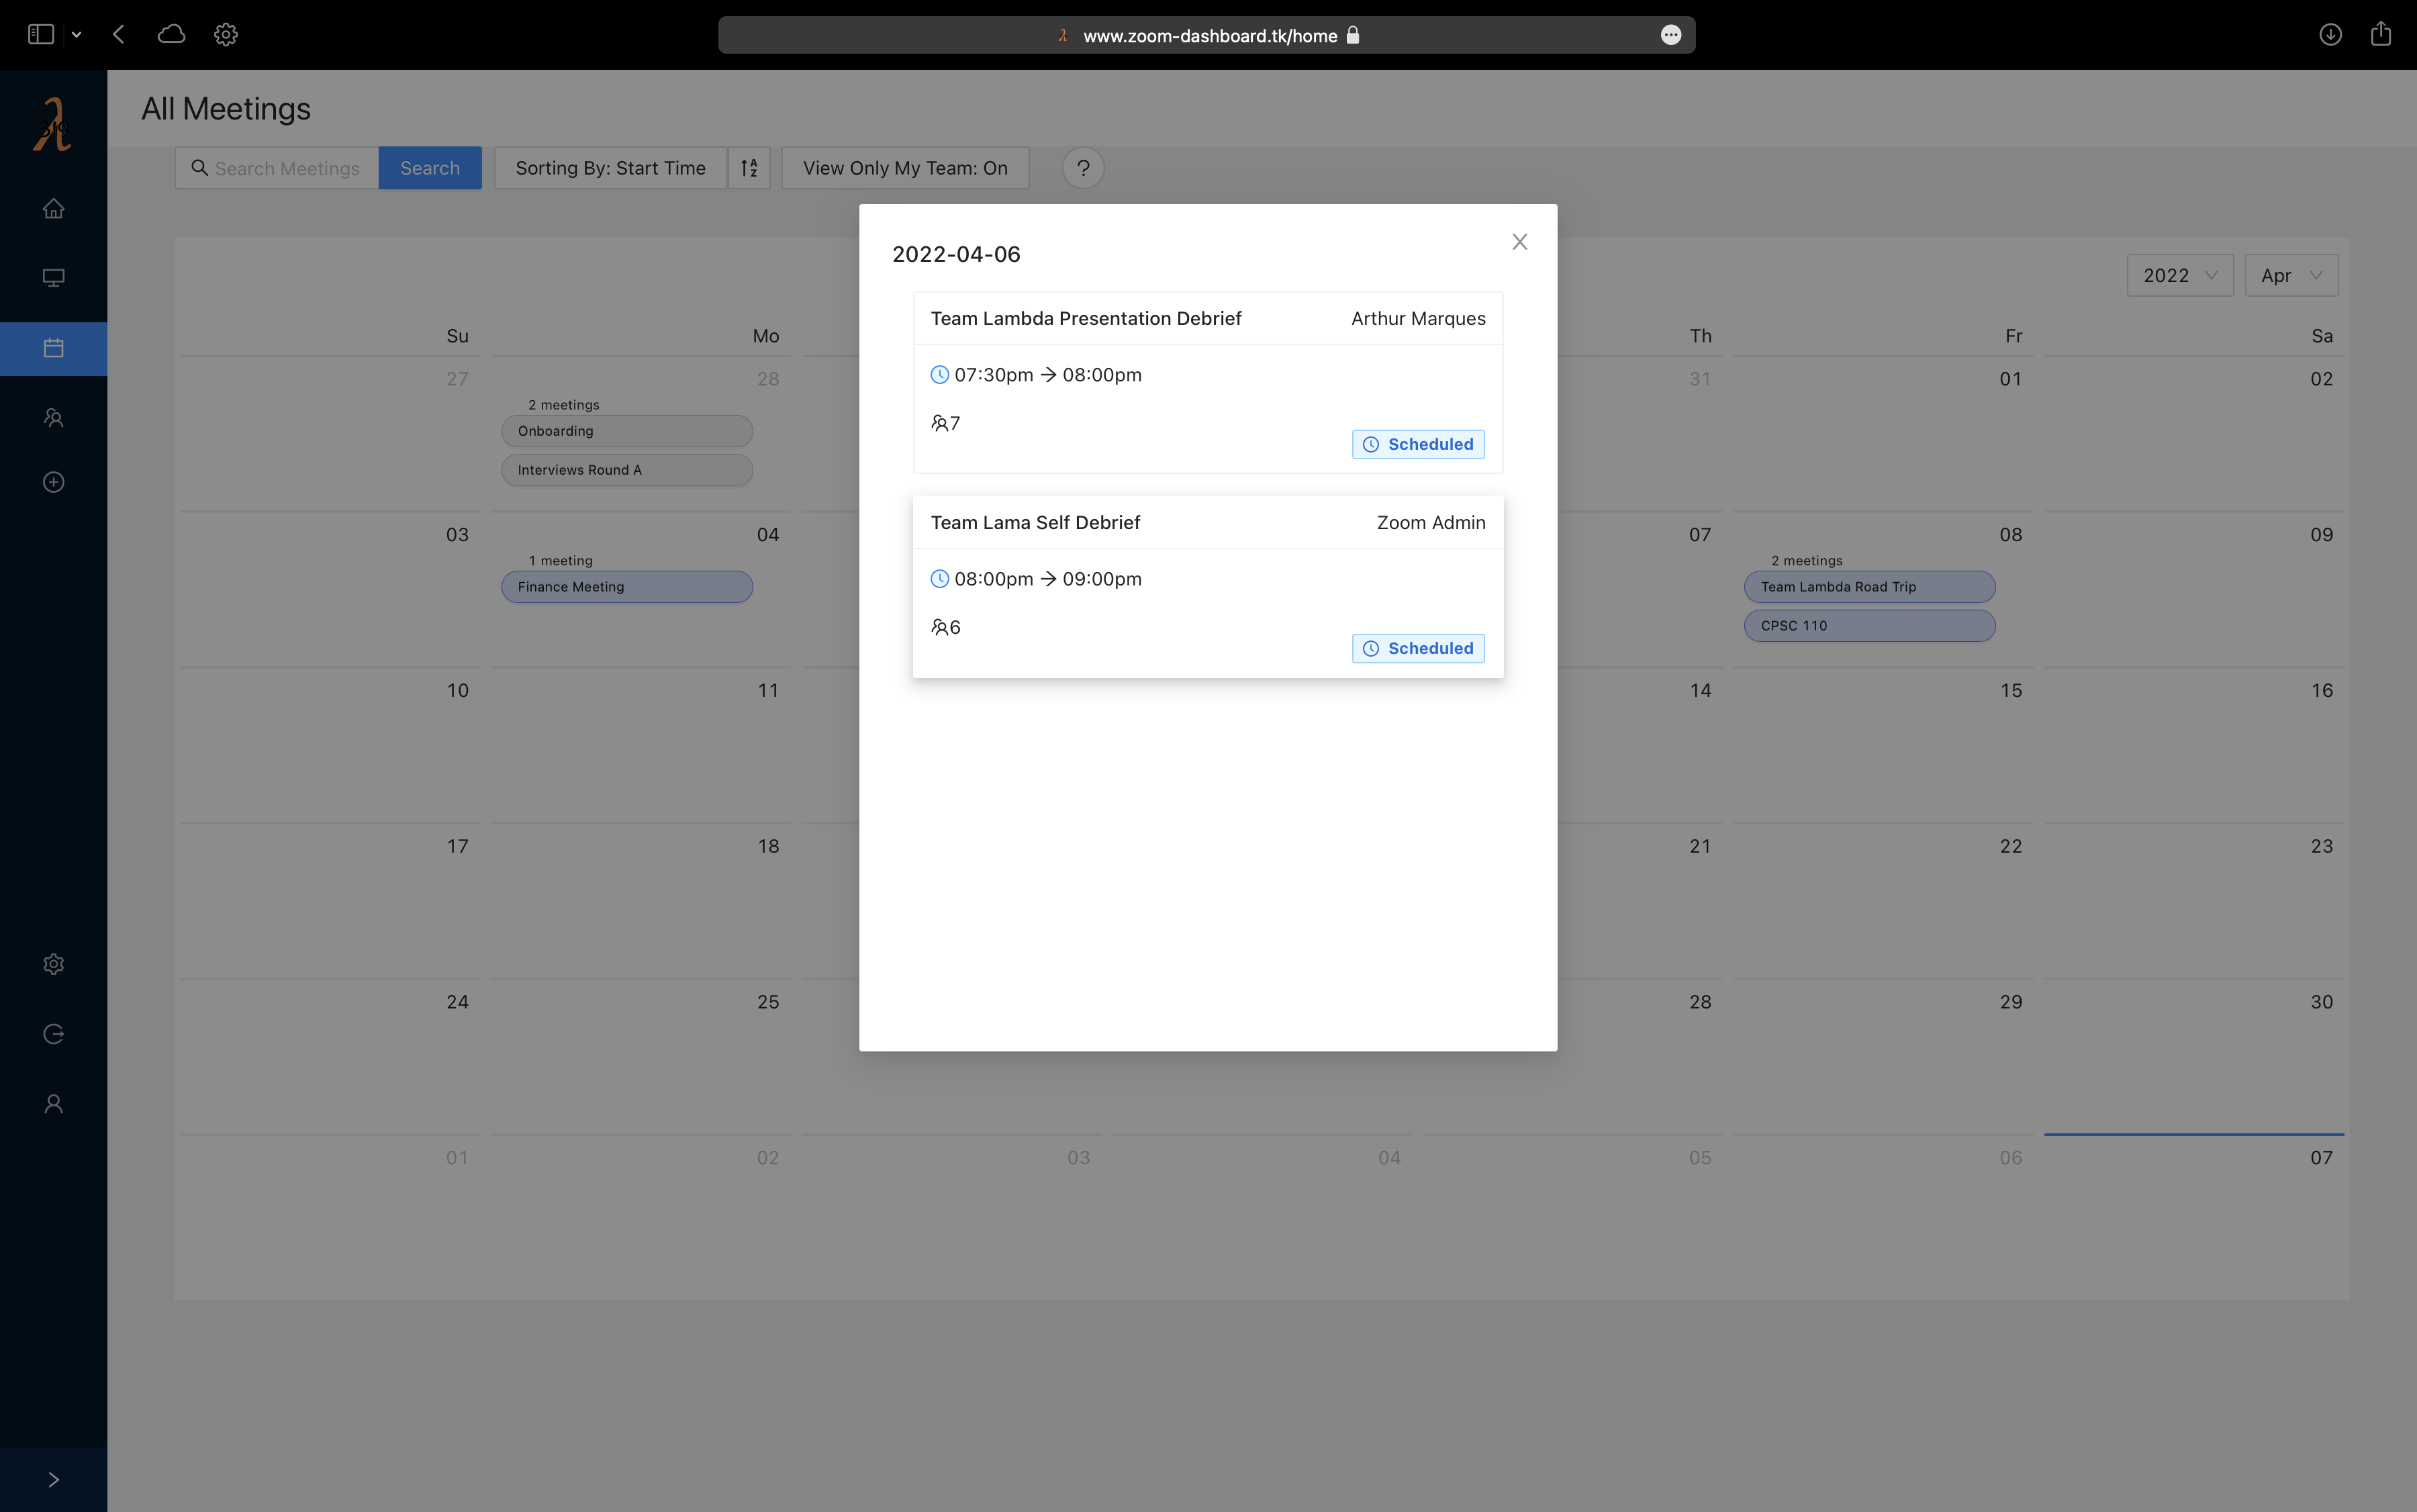 www.zoom-dashboard.tk/home
319
All Meetings
Search Meetings Search Sorting By: Start Time A Z View Only My Team: On ?
2022 Apr
Su Mo Th Fr Sa
27 28 31 01 02
2 meetings
Onboarding
Interviews Round A
03 04 07 08 09
1 meeting
Finance Meeting
2 meetings
Team Lambda Road Trip
CPSC 110
10 11 14 15 16
17 18 21 22 23
24 25 28 29 30
01 02 03 04 05 06 07
2022-04-06
Team Lambda Presentation Debrief Arthur Marques
07:30pm → 08:00pm
7
Scheduled
Team Lama Self Debrief Zoom Admin
08:00pm → 09:00pm
6
Scheduled